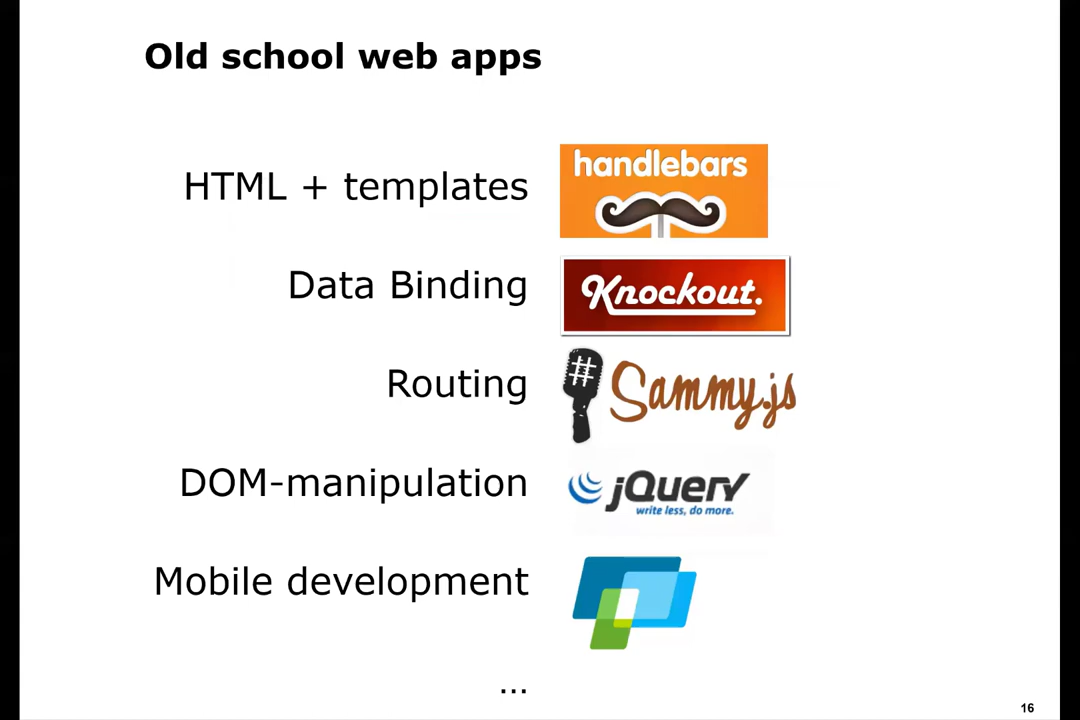 Old school web apps
HTML + templates
handlebars
Data Binding
Knockout.
Routing
#
Sammy.js
DOM-manipulation
jQuery
write less, do more.
Mobile development
...
16